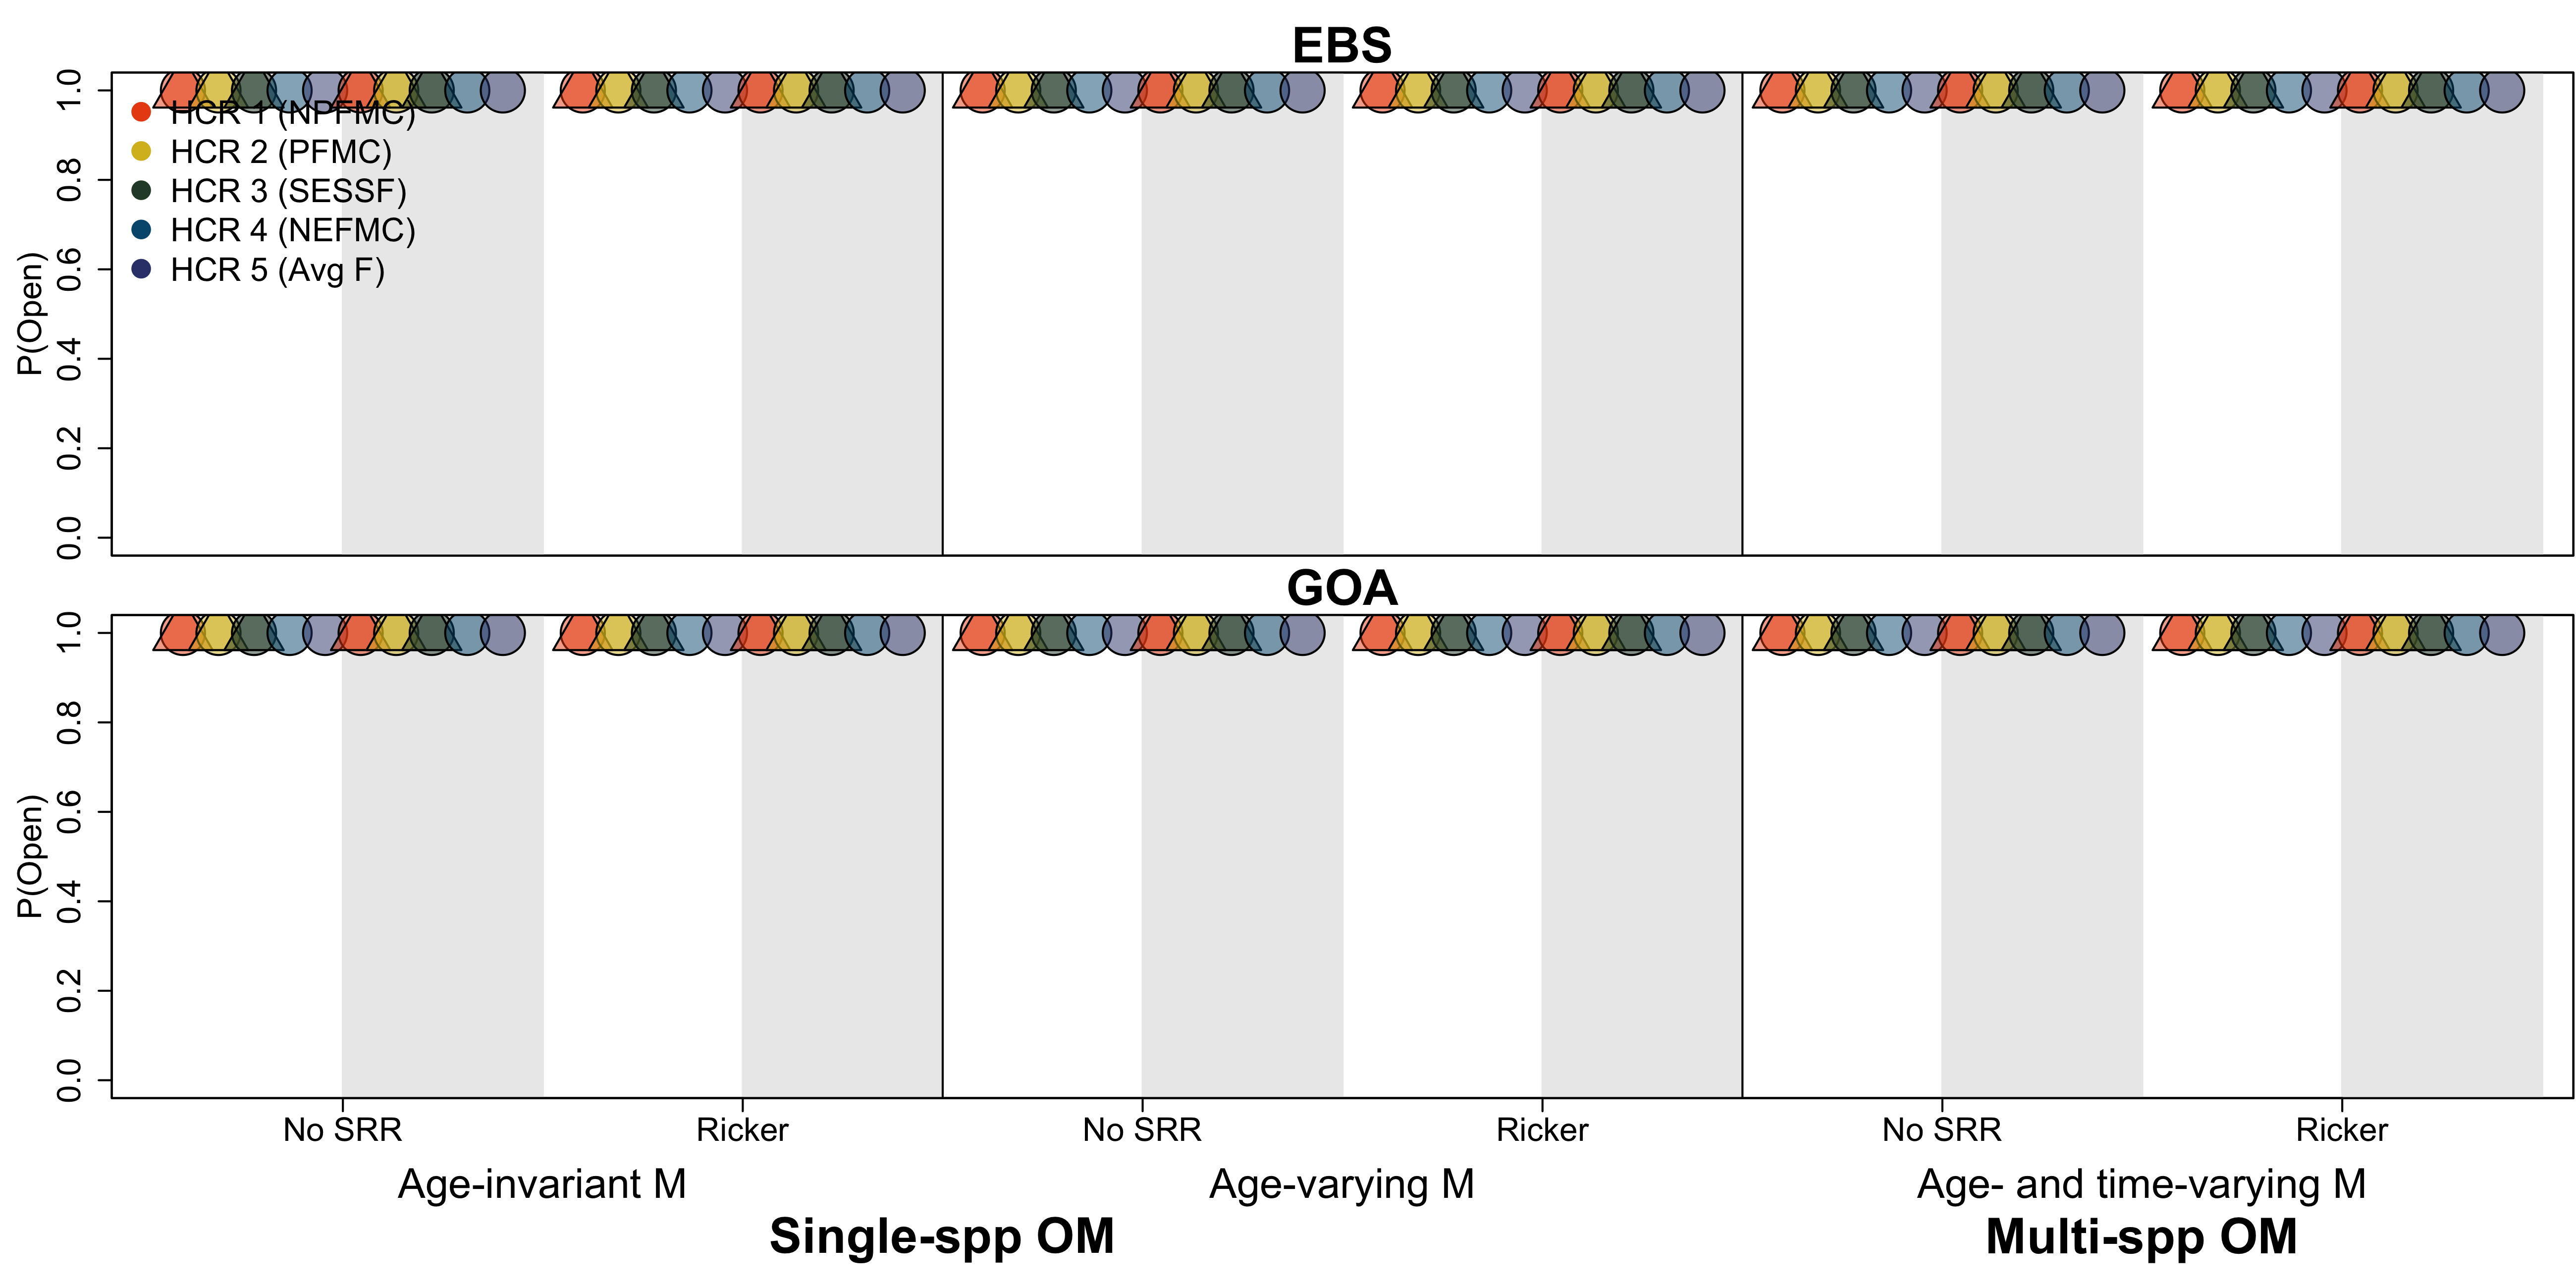 EBS
P(Open)
1.0
0.8
0.6
0.4
0.2
0.0
HCR 1 (NPFMC)
HCR 2 (PFMC)
HCR 3 (SESSF)
HCR 4 (NEFMC)
HCR 5 (Avg F)
GOA
P(Open)
1.0
0.8
0.6
0.4
0.2
0.0
No SRR Ricker No SRR Ricker No SRR Ricker
Age-invariant M Age-varying M Age- and time-varying M
Single-spp OM Multi-spp OM